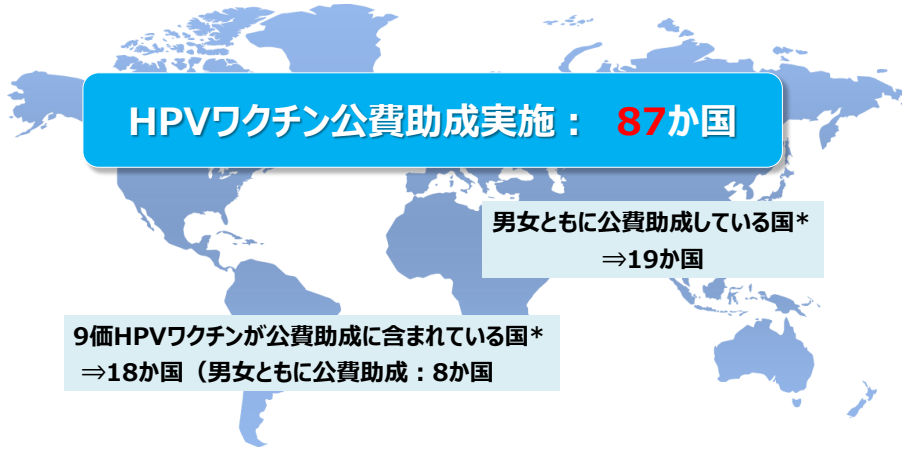 HPVワクチン公費助成実施： 87か国
男女ともに公費助成している国*
⇒19か国
9価HPVワクチンが公費助成に含まれている国*
⇒18か国（男女ともに公費助成：8か国